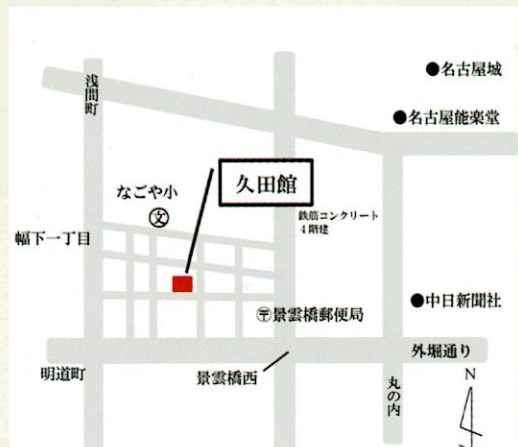 ●名古屋城
浅間町
●名古屋能楽堂
久田館
なごや小
文
鉄筋コンクリート
4階建
幅下一丁目
●中日新聞社
〒景雲橋郵便局
外堀通り
明道町
景雲橋西
丸の内
N